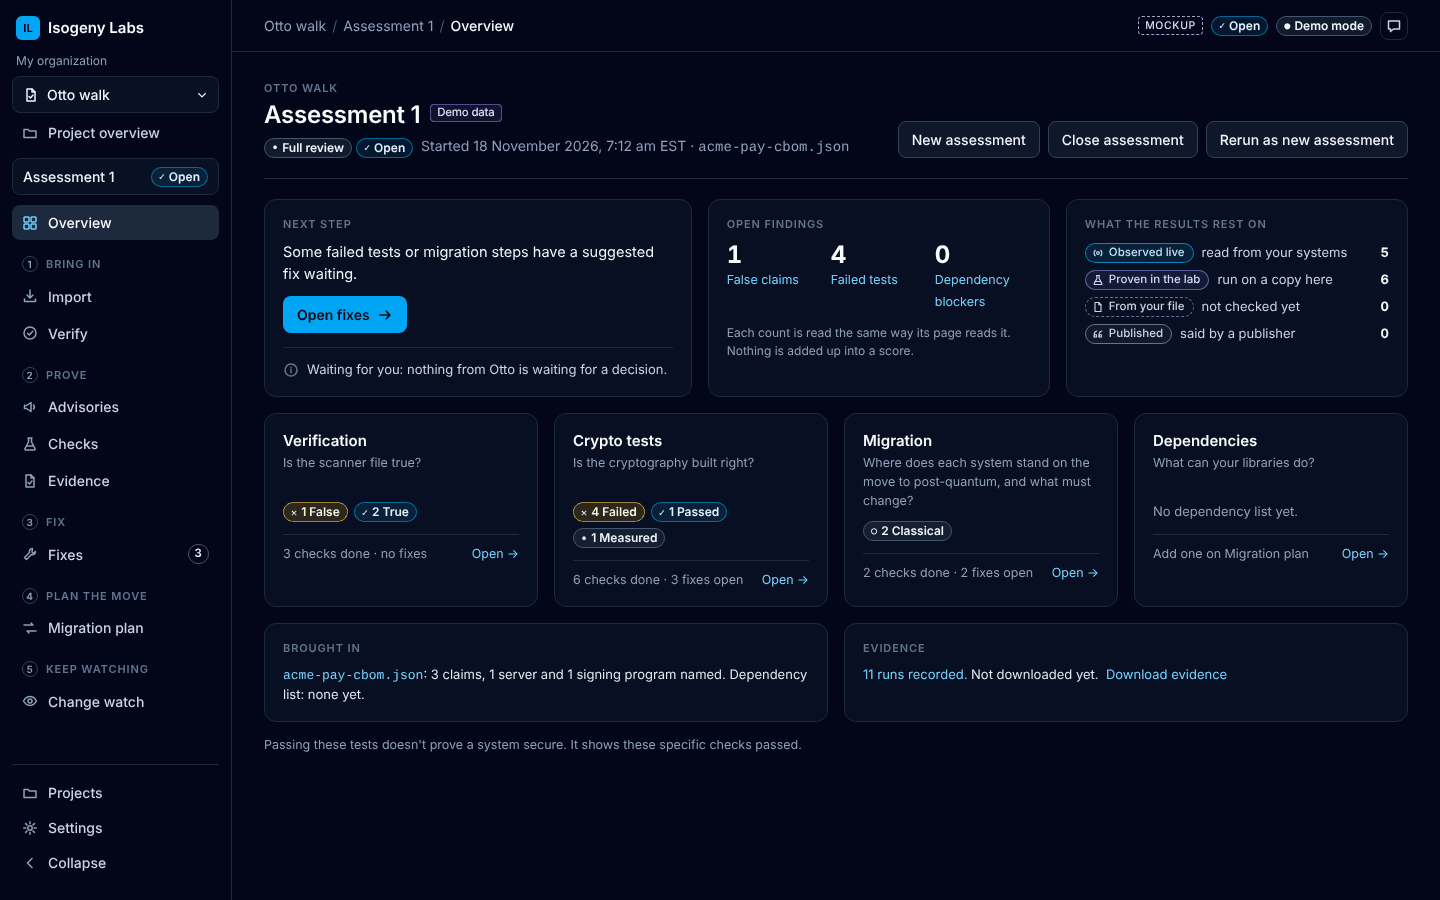 IL Isogeny Labs
My organization
Otto walk
Project overview
Assessment 1 ✓ Open
Overview
1 BRING IN
Import
Verify
2 PROVE
Advisories
Checks
Evidence
3 FIX
Fixes 3
4 PLAN THE MOVE
Migration plan
5 KEEP WATCHING
Change watch
Projects
Settings
Collapse
Otto walk / Assessment 1 / Overview
MOCKUP ✓ Open • Demo mode
OTTO WALK
Assessment 1 Demo data
• Full review ✓ Open Started 18 November 2026, 7:12 am EST · acme-pay-cbom.json
New assessment Close assessment Rerun as new assessment
NEXT STEP
Some failed tests or migration steps have a suggested
fix waiting.
Open fixes →
Waiting for you: nothing from Otto is waiting for a decision.
OPEN FINDINGS
1 4 0
False claims Failed tests Dependency
blockers
Each count is read the same way its page reads it.
Nothing is added up into a score.
WHAT THE RESULTS REST ON
Observed live read from your systems 5
Proven in the lab run on a copy here 6
From your file not checked yet 0
Published said by a publisher 0
Verification
Is the scanner file true?
× 1 False ✓ 2 True
3 checks done · no fixes Open →
Crypto tests
Is the cryptography built right?
× 4 Failed ✓ 1 Passed
• 1 Measured
6 checks done · 3 fixes open Open →
Migration
Where does each system stand on the
move to post-quantum, and what must
change?
○ 2 Classical
2 checks done · 2 fixes open Open →
Dependencies
What can your libraries do?
No dependency list yet.
Add one on Migration plan Open →
BROUGHT IN
acme-pay-cbom.json: 3 claims, 1 server and 1 signing program named. Dependency
list: none yet.
EVIDENCE
11 runs recorded. Not downloaded yet. Download evidence
Passing these tests doesn't prove a system secure. It shows these specific checks passed.